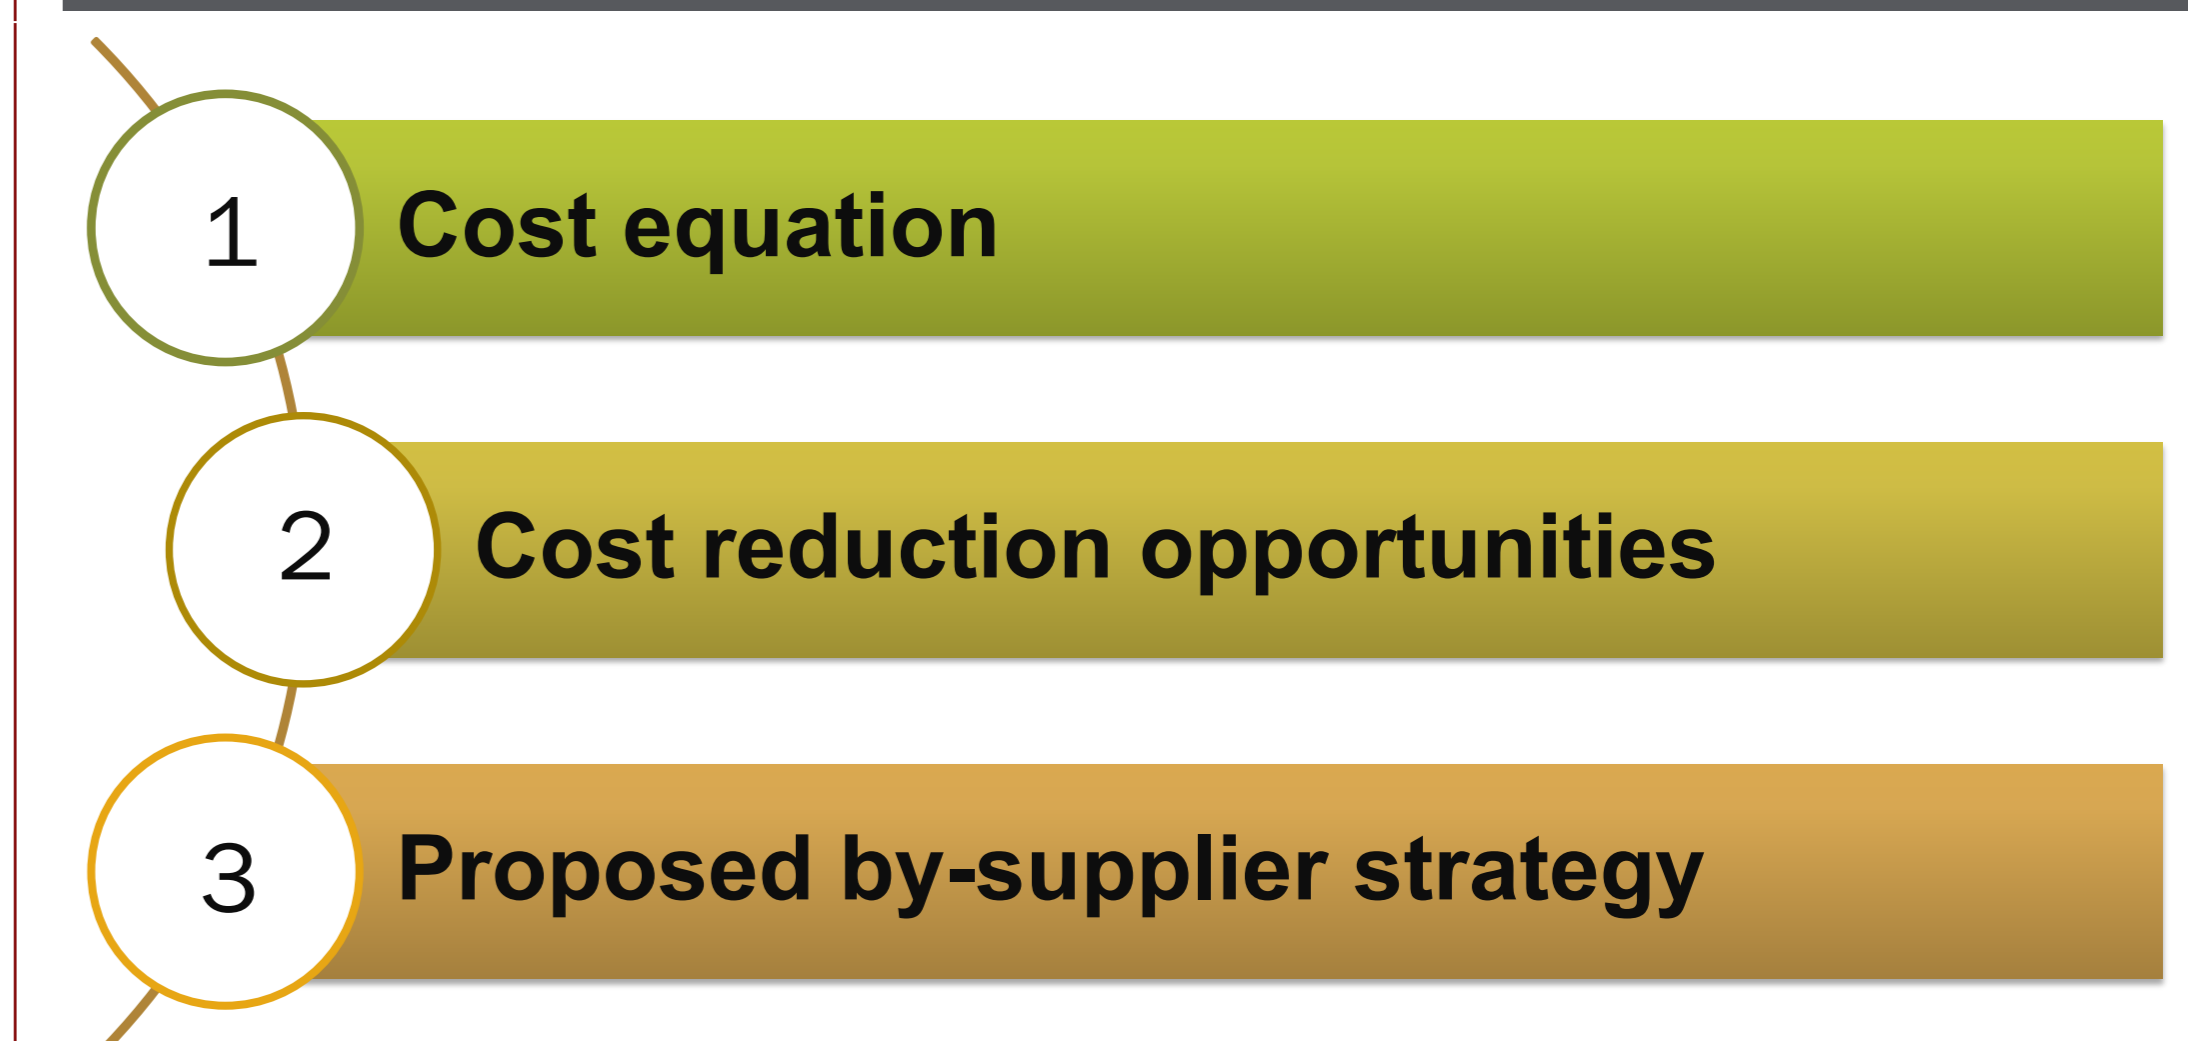 1
Cost equation
2
Cost reduction opportunities
3
Proposed by-supplier strategy